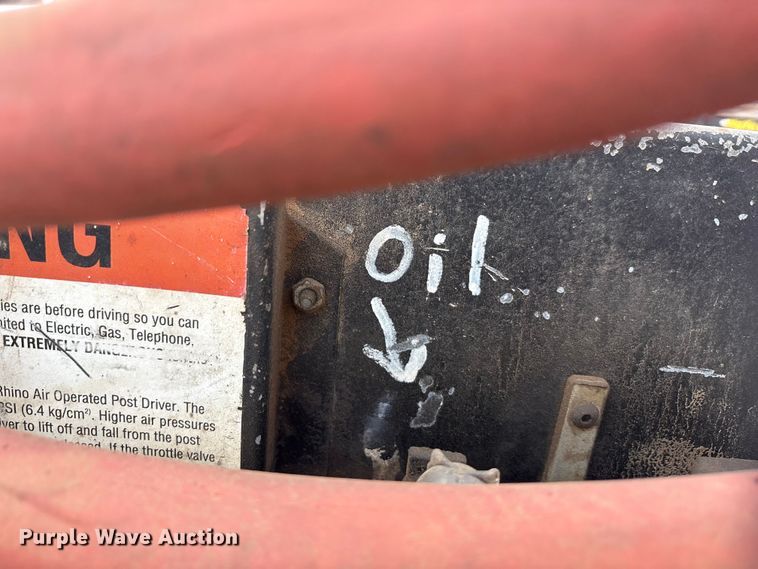 NG
ies are before driving so you can
nited to Electric, Gas, Telephone,
EXTREMELY DANGEROUS
Rhino Air Operated Post Driver. The
PSI (6.4 kg/cm²). Higher air pressures
ver to lift off and fall from the post
If the throttle valve
Oil
Purple Wave Auction